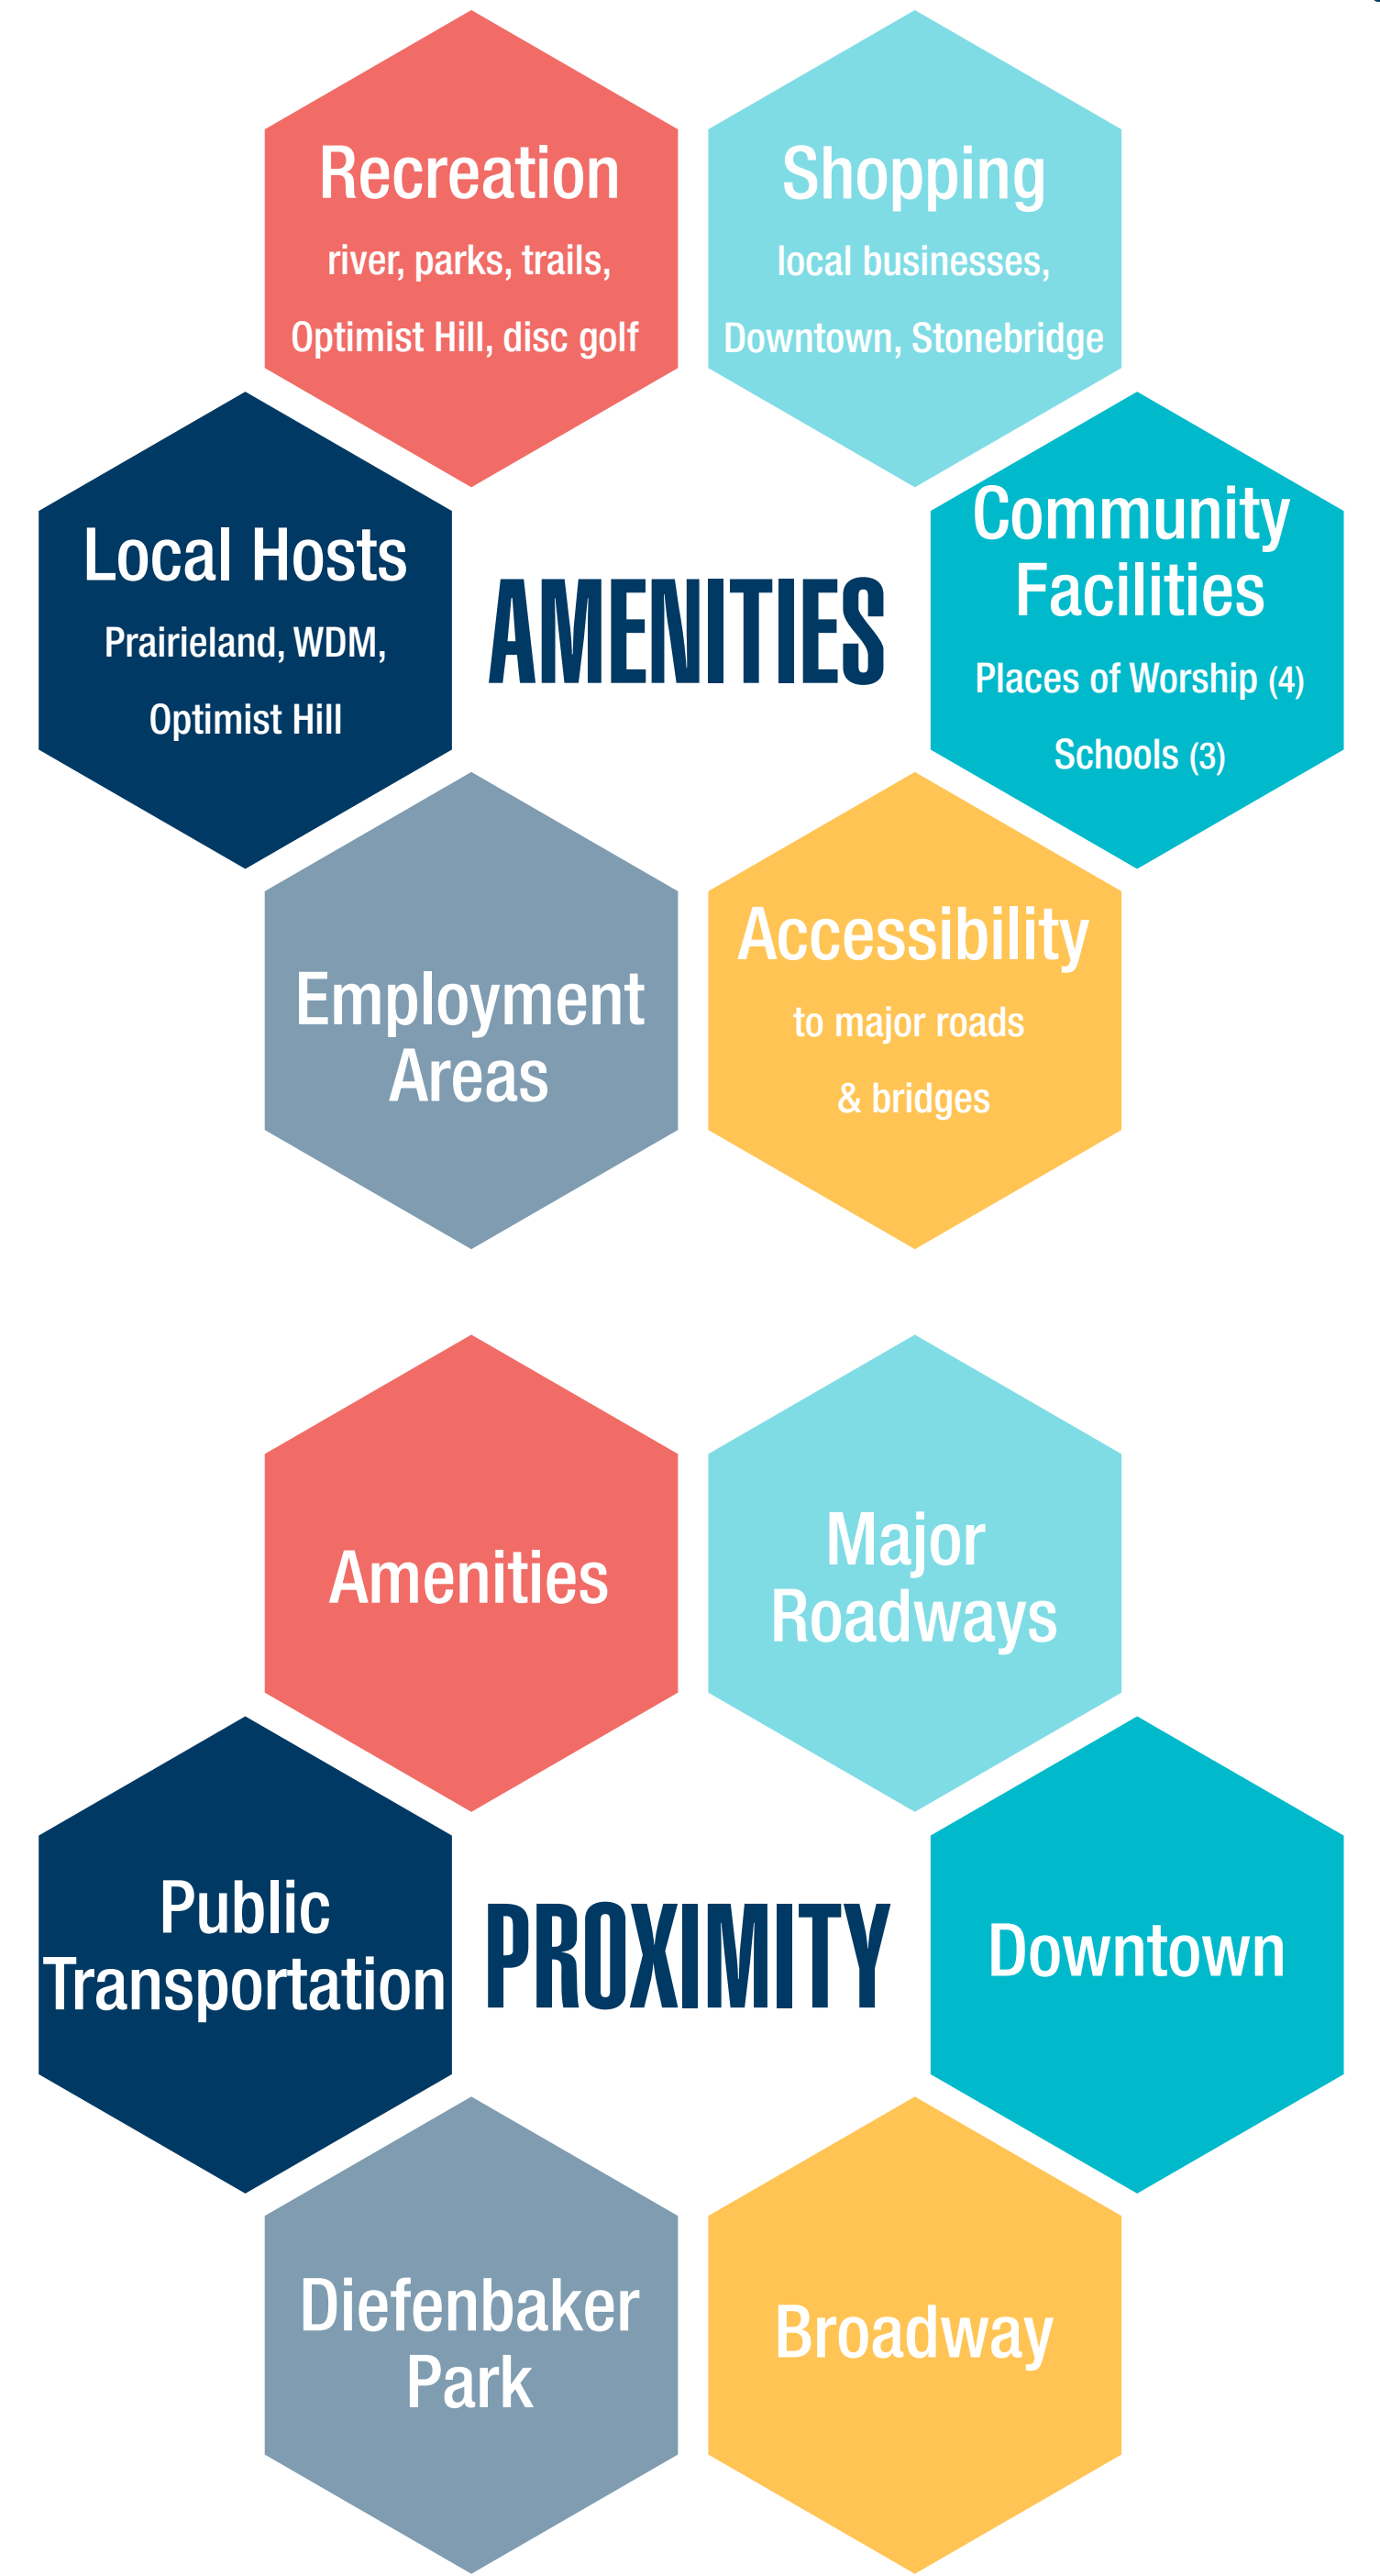 Recreation
river, parks, trails,
Optimist Hill, disc golf
Shopping
local businesses,
Downtown, Stonebridge
Local Hosts
Prairieland, WDM,
Optimist Hill
AMENITIES
Community
Facilities
Places of Worship (4)
Schools (3)
Employment
Areas
Accessibility
to major roads
& bridges
Amenities
Major
Roadways
Public
Transportation
PROXIMITY
Downtown
Diefenbaker
Park
Broadway